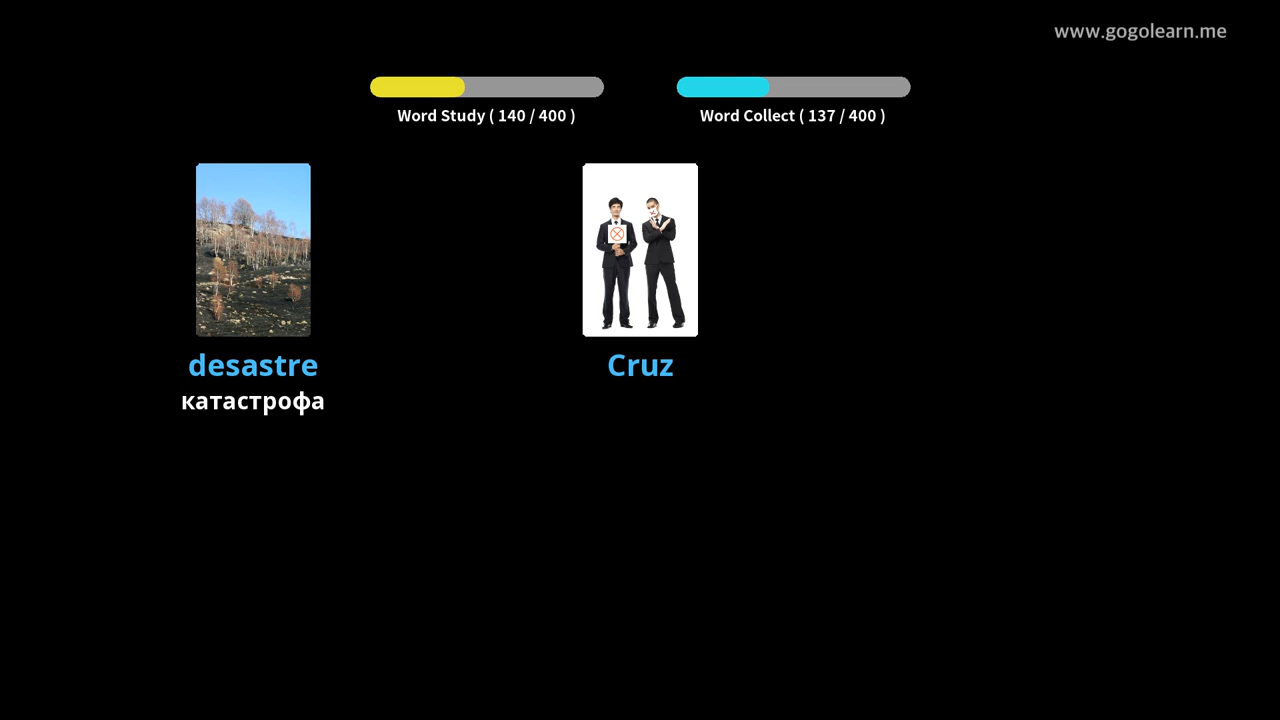 www.gogolearn.me
Word Study ( 140 / 400 )
Word Collect ( 137 / 400 )
desastre
Cruz
катастрофа